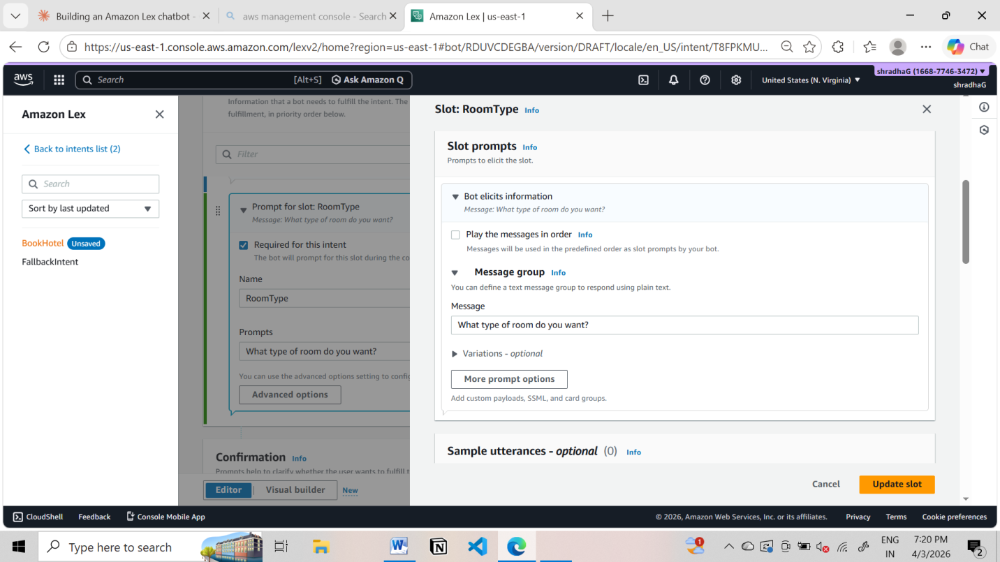 Building an Amazon Lex chatbot -
aws management console - Search
Amazon Lex | us-east-1
https://us-east-1.console.aws.amazon.com/lexv2/home?region=us-east-1#bot/RDUVCDEGBA/version/DRAFT/locale/en_US/intent/T8FPKMU...
Chat
aws
Search
[Alt+S]
Ask Amazon Q
United States (N. Virginia) ▼
shradhaG (1668-7746-3472) ▼
shradhaG
Amazon Lex
Back to intents list (2)
Search
Sort by last updated
BookHotel Unsaved
FallbackIntent
Information that a bot needs to fulfill the intent. The
fulfillment, in priority order below.
Filter
Prompt for slot: RoomType
Message: What type of room do you want?
Required for this intent
The bot will prompt for this slot during the co
Name
RoomType
Prompts
What type of room do you want?
You can use the advanced options setting to config
Advanced options
Confirmation Info
Prompts help to clarify whether the user wants to fulfill t
Editor
Visual builder
New
Slot: RoomType Info
Slot prompts Info
Prompts to elicit the slot.
Bot elicits information
Message: What type of room do you want?
Play the messages in order Info
Messages will be used in the predefined order as slot prompts by your bot.
Message group Info
You can define a text message group to respond using plain text.
Message
What type of room do you want?
Variations - optional
More prompt options
Add custom payloads, SSML, and card groups.
Sample utterances - optional (0) Info
Cancel
Update slot
CloudShell
Feedback
Console Mobile App
© 2026, Amazon Web Services, Inc. or its affiliates.
Privacy
Terms
Cookie preferences
Type here to search
1
ENG
IN
7:20 PM
4/3/2026
2